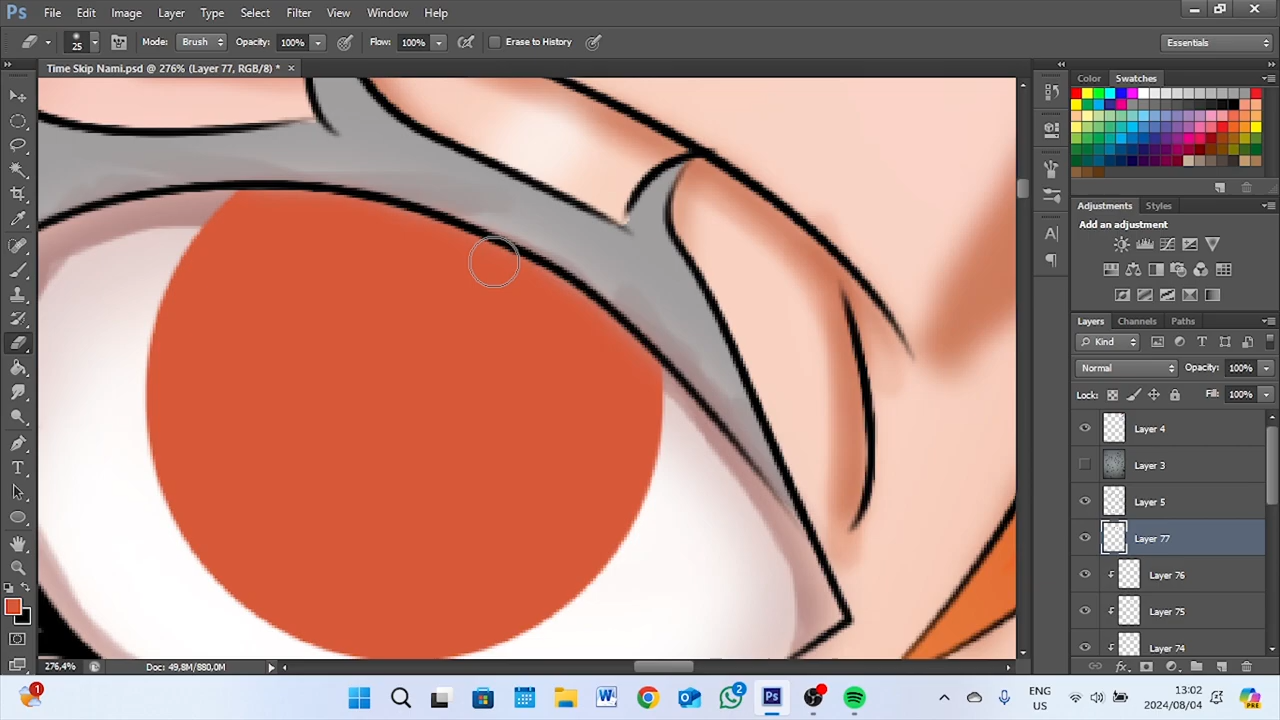 Ps File Edit Image Layer Type Select Filter 3D View Window Help
25 Mode: Brush Opacity: 100% Flow: 100% Erase to History Essentials
Time Skip Nami.psd @ 276% (Layer 77, RGB/8) * ×
Color Swatches
Adjustments Styles
Add an adjustment
Layers Channels Paths
Kind
Normal Opacity: 100%
Lock: Fill: 100%
Layer 4
Layer 3
Layer 5
Layer 77
Layer 76
Layer 75
Layer 74
276,4% Doc: 49,8M/880,0M
1 2 ENG 13:02
US 2024/08/04 PRE